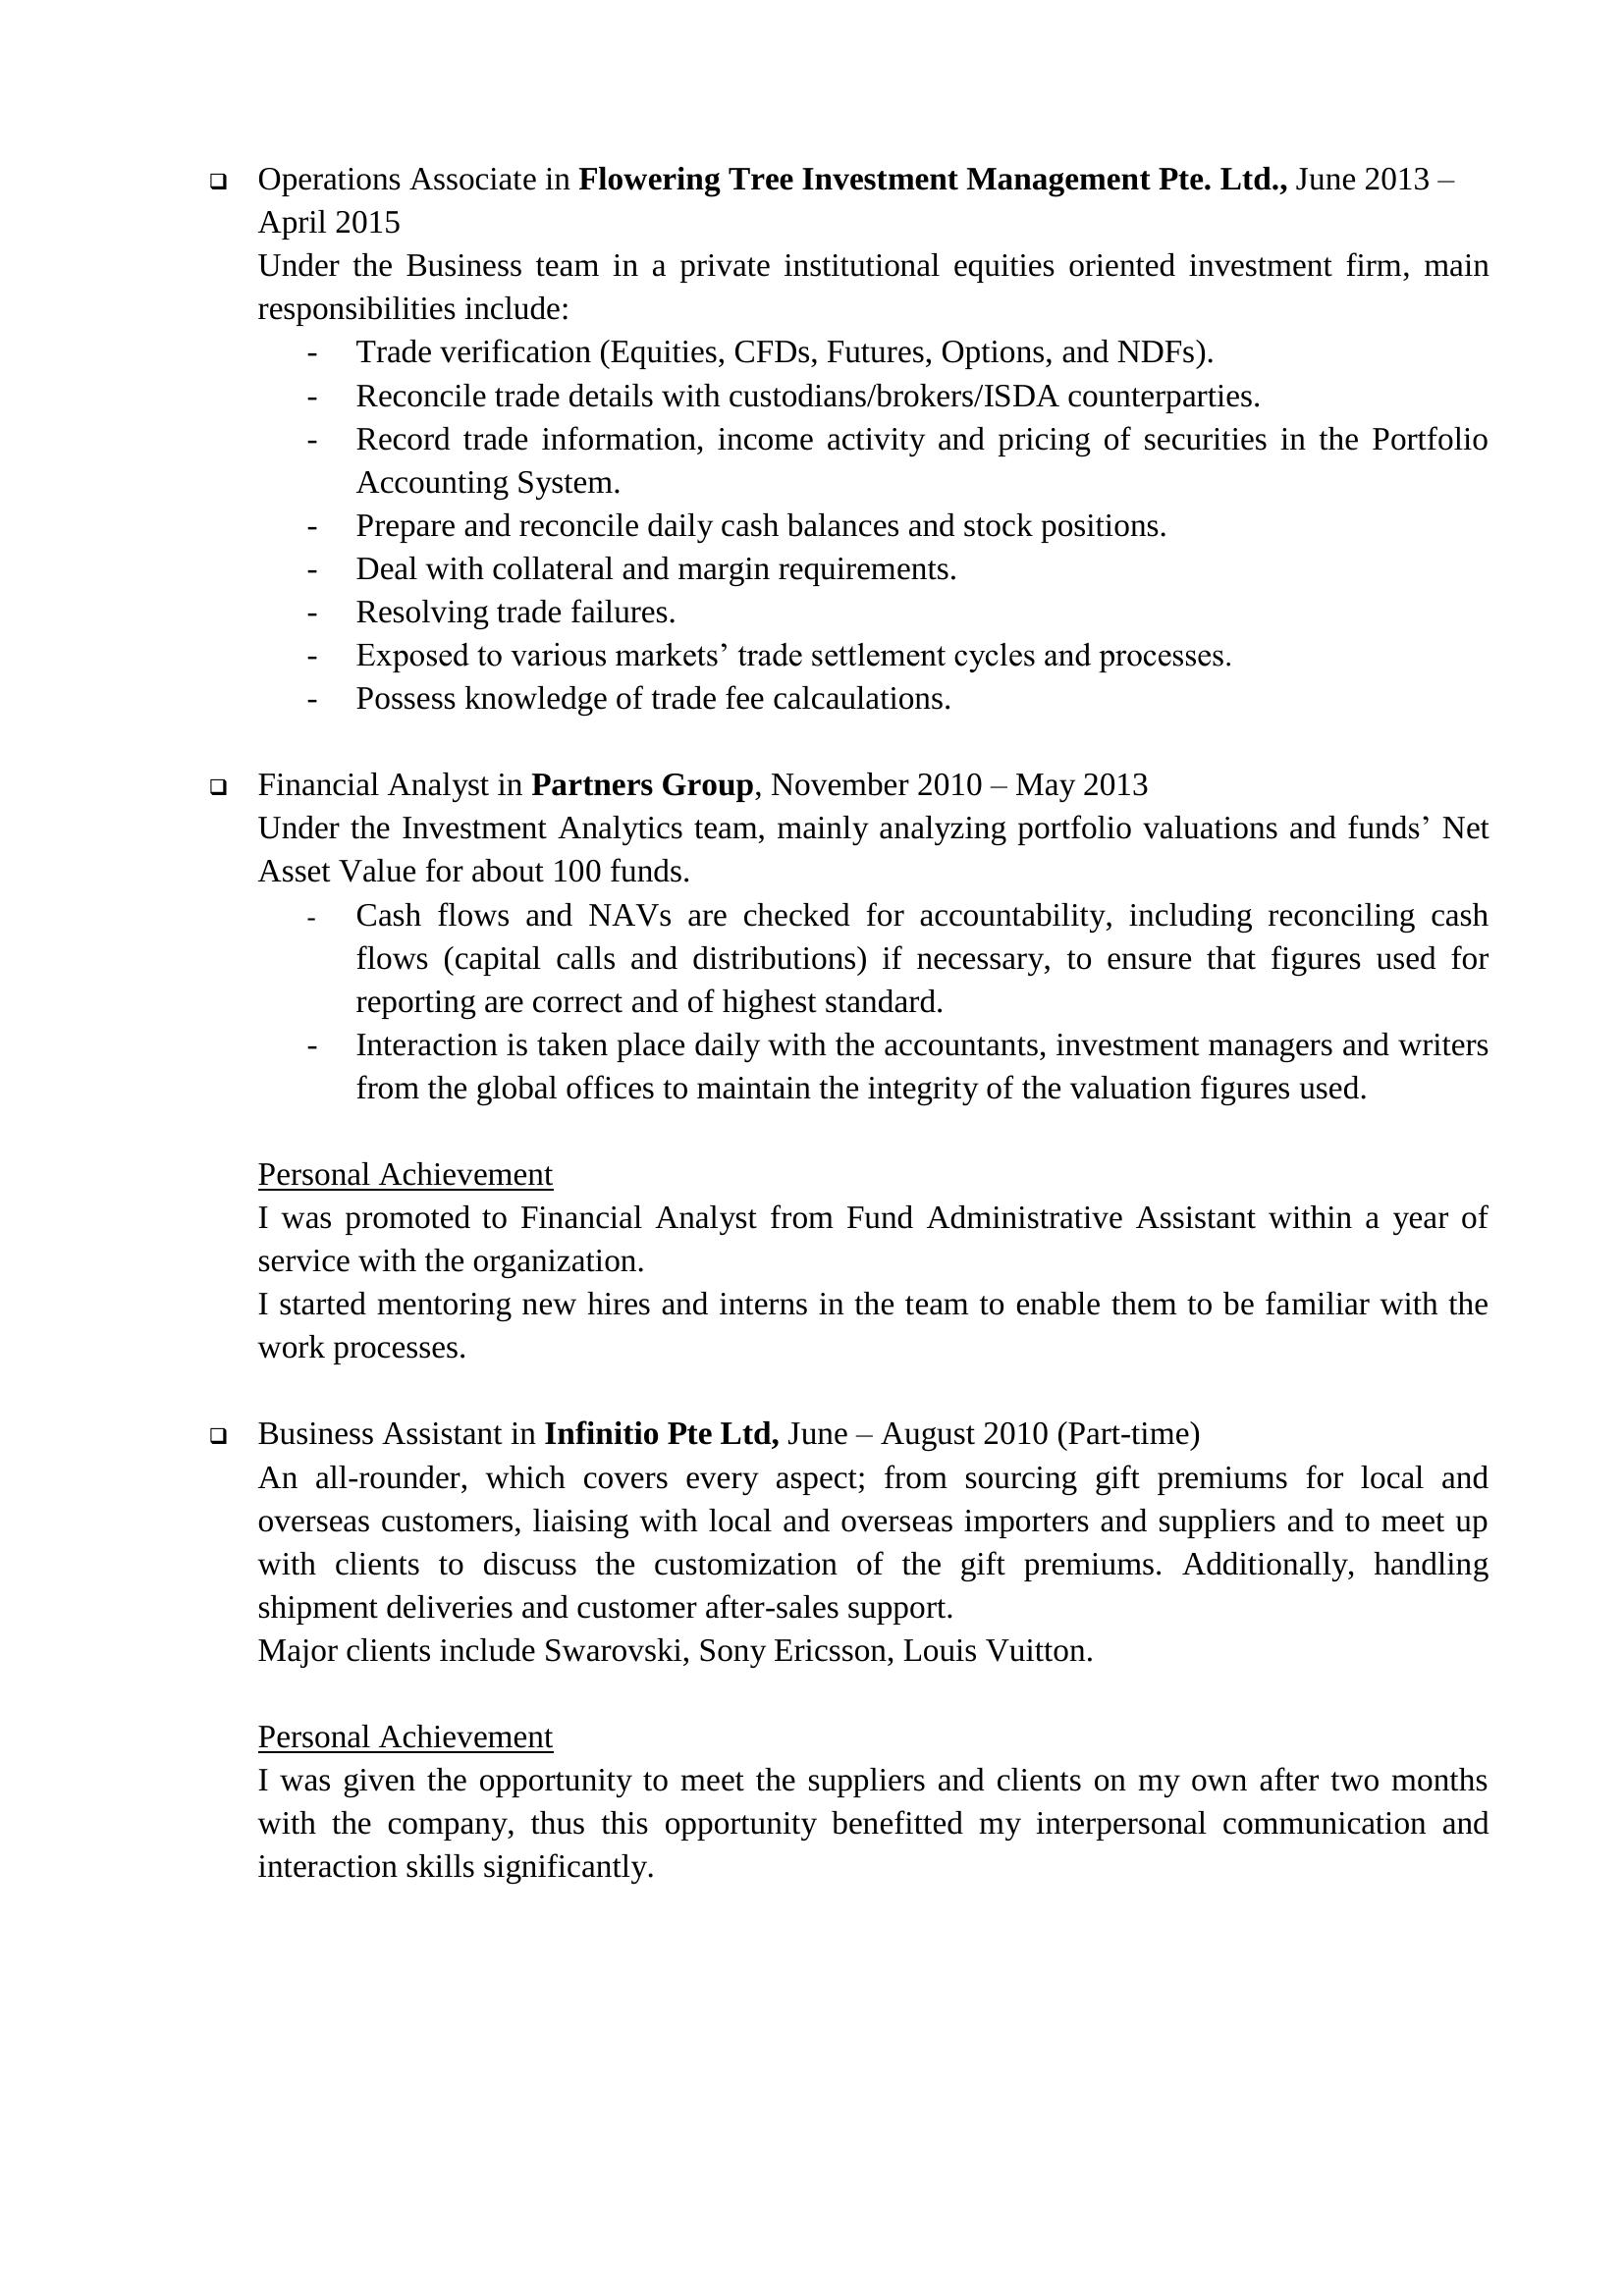 ❑ Operations Associate in Flowering Tree Investment Management Pte. Ltd., June 2013 –
April 2015
Under the Business team in a private institutional equities oriented investment firm, main
responsibilities include:
- Trade verification (Equities, CFDs, Futures, Options, and NDFs).
- Reconcile trade details with custodians/brokers/ISDA counterparties.
- Record trade information, income activity and pricing of securities in the Portfolio
Accounting System.
- Prepare and reconcile daily cash balances and stock positions.
- Deal with collateral and margin requirements.
- Resolving trade failures.
- Exposed to various markets’ trade settlement cycles and processes.
- Possess knowledge of trade fee calcaulations.
❑ Financial Analyst in Partners Group, November 2010 – May 2013
Under the Investment Analytics team, mainly analyzing portfolio valuations and funds’ Net
Asset Value for about 100 funds.
- Cash flows and NAVs are checked for accountability, including reconciling cash
flows (capital calls and distributions) if necessary, to ensure that figures used for
reporting are correct and of highest standard.
- Interaction is taken place daily with the accountants, investment managers and writers
from the global offices to maintain the integrity of the valuation figures used.
Personal Achievement
I was promoted to Financial Analyst from Fund Administrative Assistant within a year of
service with the organization.
I started mentoring new hires and interns in the team to enable them to be familiar with the
work processes.
❑ Business Assistant in Infinitio Pte Ltd, June – August 2010 (Part-time)
An all-rounder, which covers every aspect; from sourcing gift premiums for local and
overseas customers, liaising with local and overseas importers and suppliers and to meet up
with clients to discuss the customization of the gift premiums. Additionally, handling
shipment deliveries and customer after-sales support.
Major clients include Swarovski, Sony Ericsson, Louis Vuitton.
Personal Achievement
I was given the opportunity to meet the suppliers and clients on my own after two months
with the company, thus this opportunity benefitted my interpersonal communication and
interaction skills significantly.